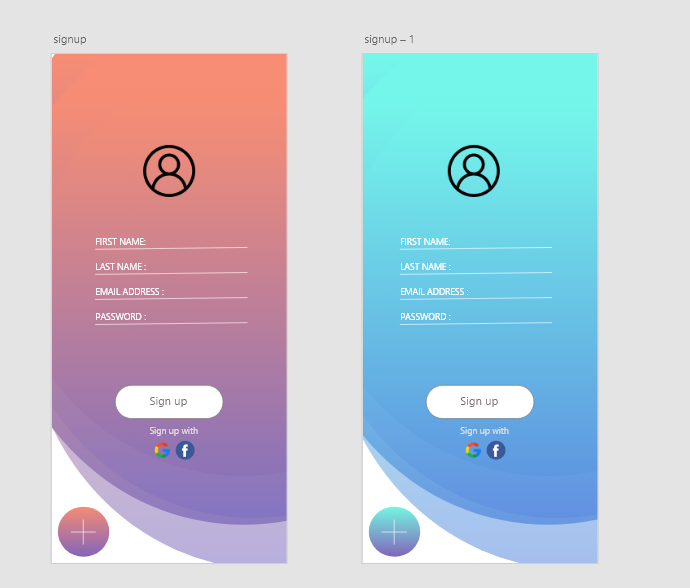 signup
FIRST NAME:
LAST NAME :
EMAIL ADDRESS :
PASSWORD :
Sign up
Sign up with
G f
signup – 1
FIRST NAME:
LAST NAME :
EMAIL ADDRESS :
PASSWORD :
Sign up
Sign up with
G f